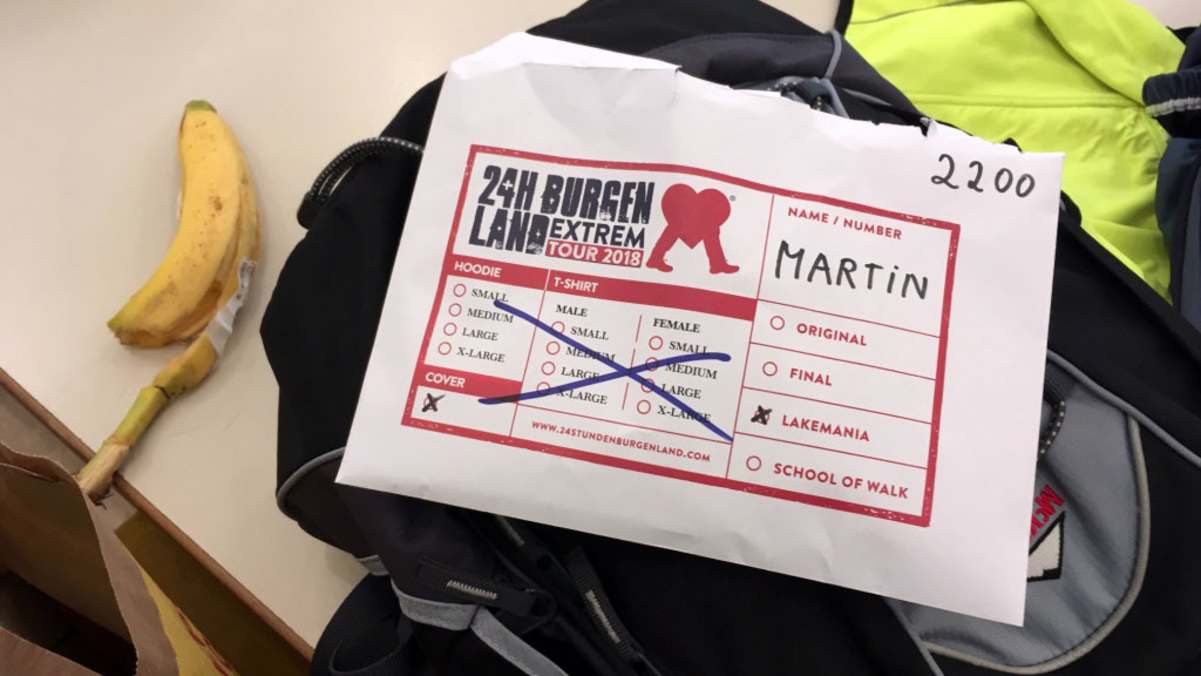 2200
24H BURGEN
LAND EXTREM
TOUR 2018
®
NAME / NUMBER
MARTiN
HOODIE
SMALL
MEDIUM
LARGE
X-LARGE
T-SHIRT
MALE
SMALL
MEDIUM
LARGE
X-LARGE
FEMALE
SMALL
MEDIUM
LARGE
X-LARGE
COVER
WWW.24STUNDENBURGENLAND.COM
ORIGINAL
FINAL
LAKEMANIA
SCHOOL OF WALK